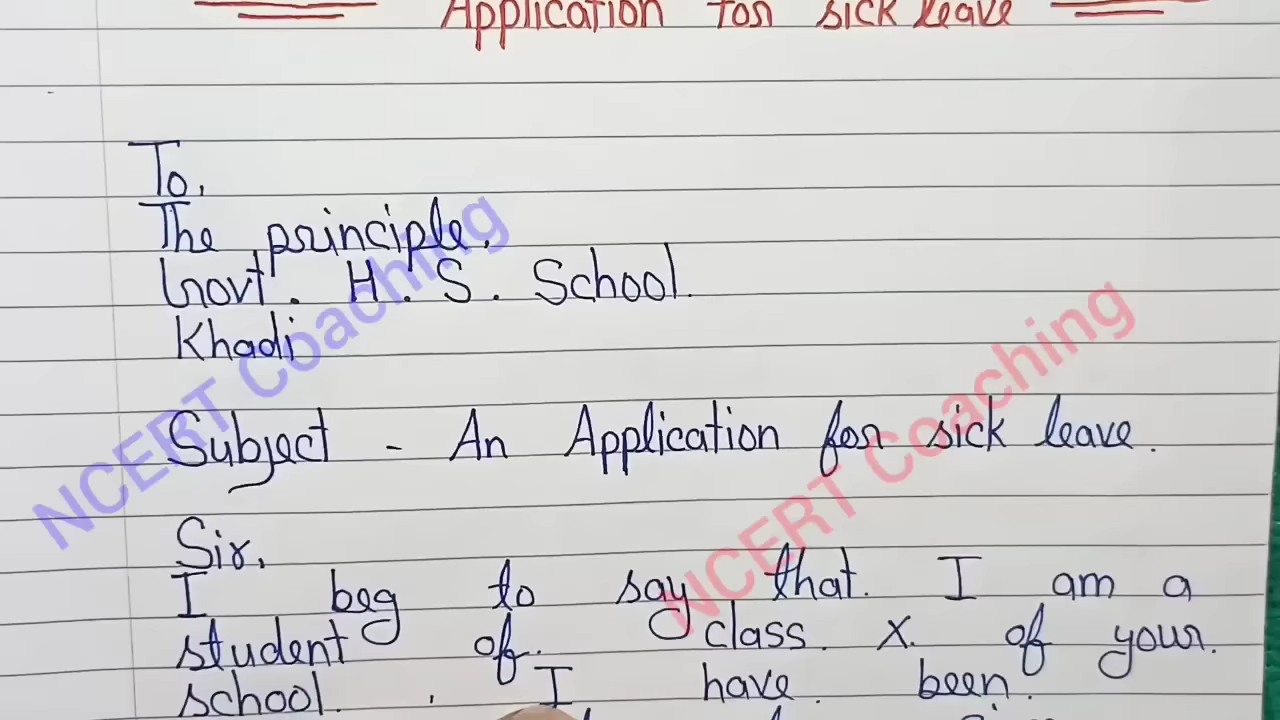 Application for sick leave
To,
The principle,
Govt. H. S. School.
Khadi
Subject - An Application for sick leave.
Sir,
I beg to say that. I am a
student of. class. X. of your.
school. I have. been.
NCERT Coaching
NCERT Coaching